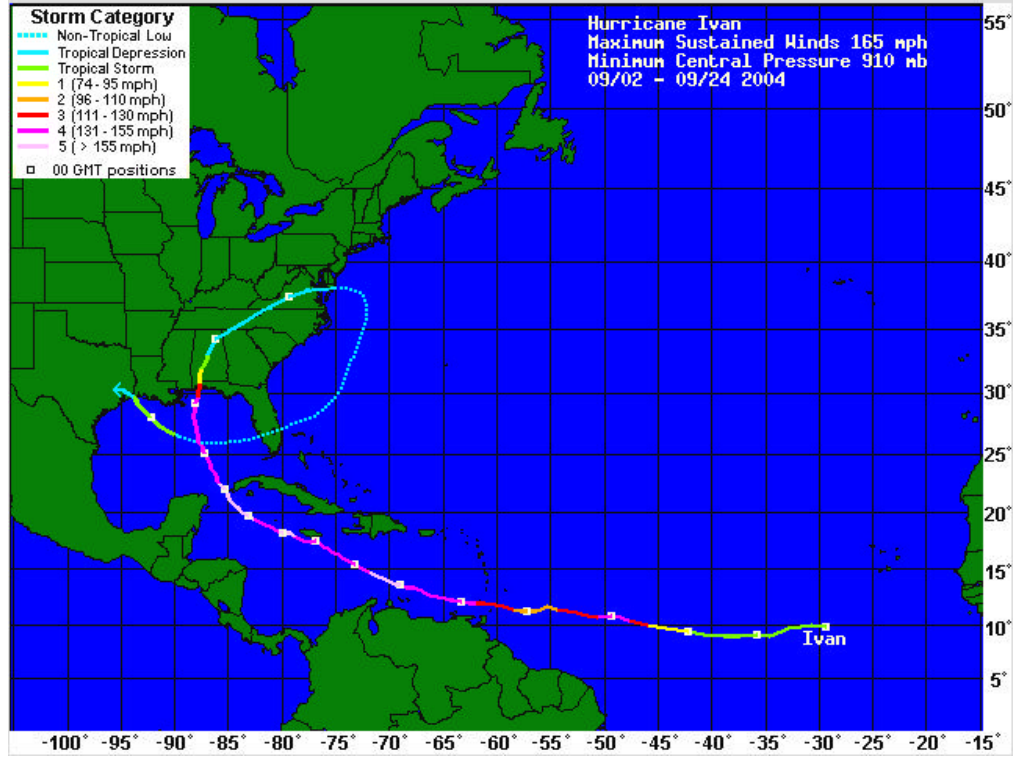 Storm Category
Non-Tropical Low
Tropical Depression
Tropical Storm
1 (74-95 mph)
2 (96-110 mph)
3 (111-130 mph)
4 (131-155 mph)
5 ( > 155 mph)
00 GMT positions
Hurricane Ivan
Maximum Sustained Winds 165 mph
Minimum Central Pressure 910 mb
09/02 - 09/24 2004
55°
50°
45°
40°
35°
30°
25°
20°
15°
10°
5°
Ivan
-100° -95° -90° -85° -80° -75° -70° -65° -60° -55° -50° -45° -40° -35° -30° -25° -20° -15°